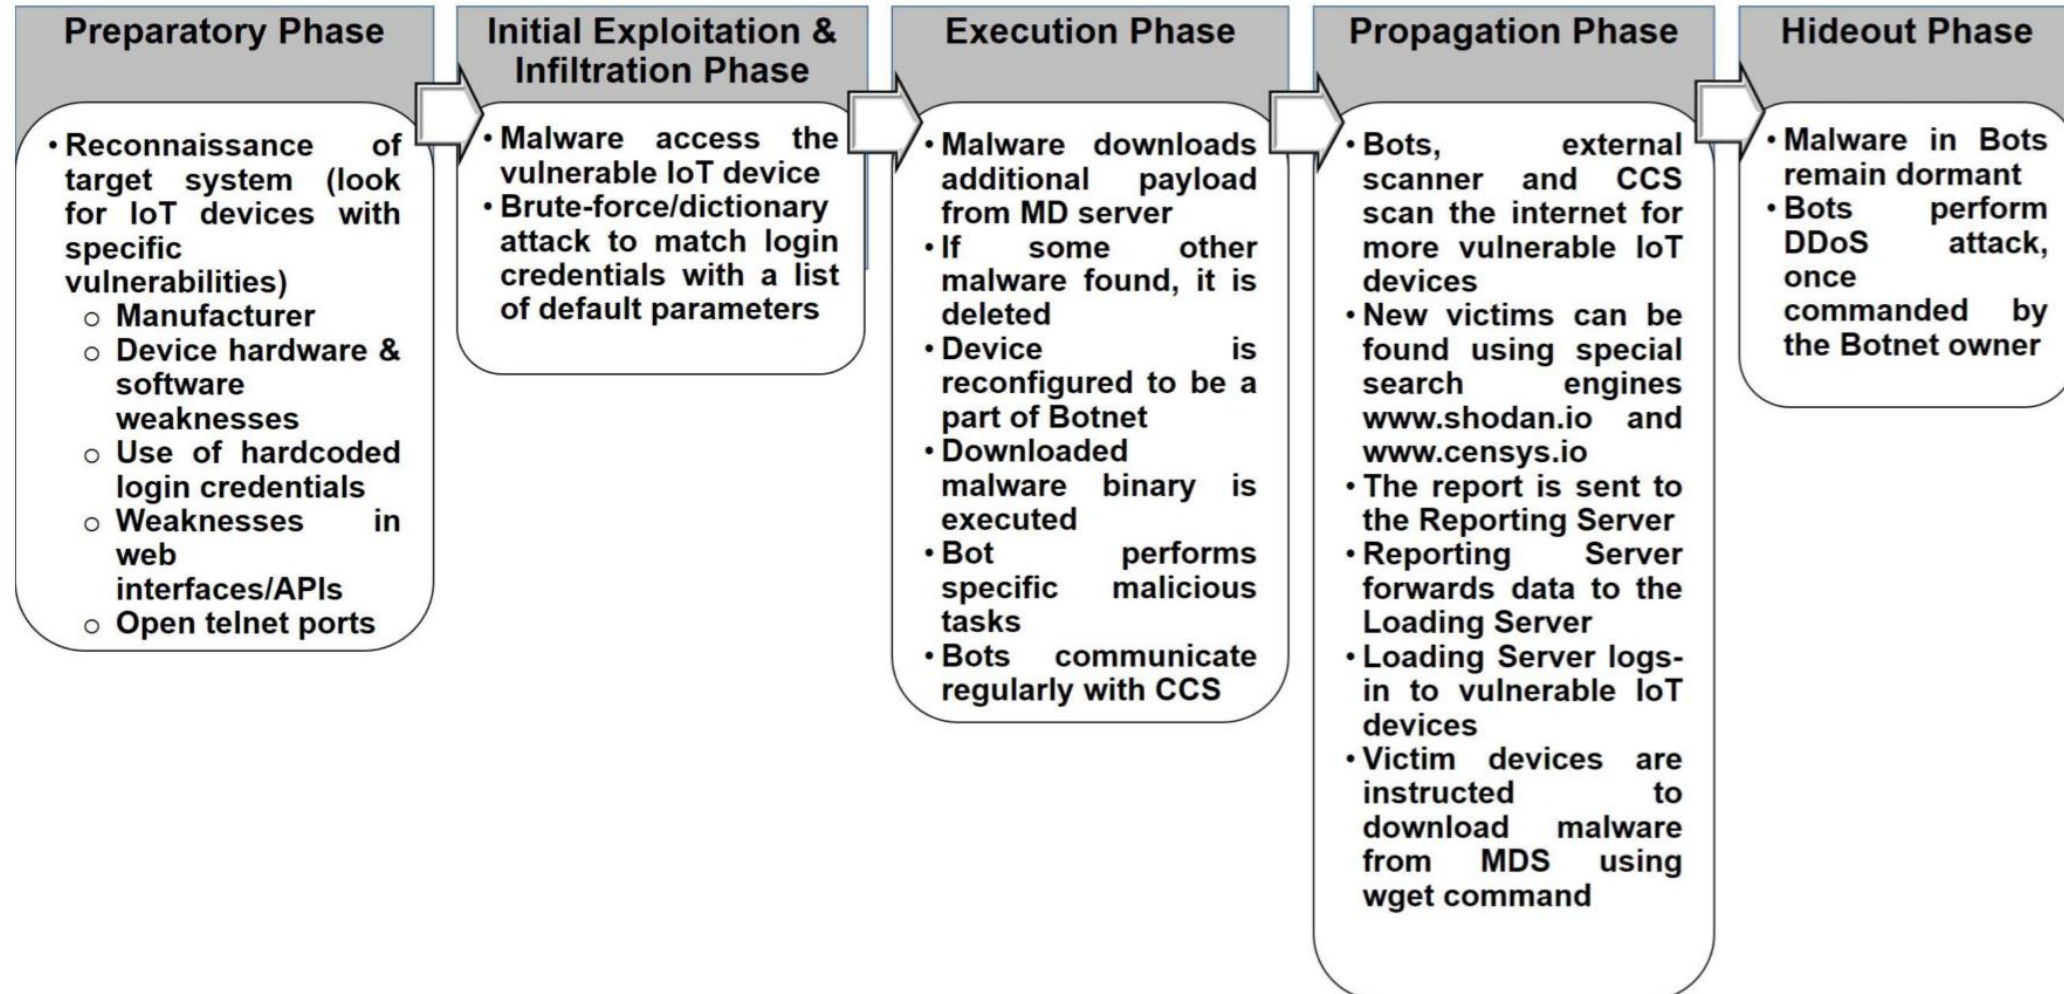 Preparatory Phase
• Reconnaissance of
target system (look
for IoT devices with
specific
vulnerabilities)
o Manufacturer
o Device hardware &
software
weaknesses
o Use of hardcoded
login credentials
o Weaknesses in
web
interfaces/APIs
o Open telnet ports
Initial Exploitation &
Infiltration Phase
• Malware access the
vulnerable IoT device
• Brute-force/dictionary
attack to match login
credentials with a list
of default parameters
Execution Phase
• Malware downloads
additional payload
from MD server
• If some other
malware found, it is
deleted
• Device is
reconfigured to be a
part of Botnet
• Downloaded
malware binary is
executed
• Bot performs
specific malicious
tasks
• Bots communicate
regularly with CCS
Propagation Phase
• Bots, external
scanner and CCS
scan the internet for
more vulnerable IoT
devices
• New victims can be
found using special
search engines
www.shodan.io and
www.censys.io
• The report is sent to
the Reporting Server
• Reporting Server
forwards data to the
Loading Server
• Loading Server logs-
in to vulnerable IoT
devices
• Victim devices are
instructed to
download malware
from MDS using
wget command
Hideout Phase
• Malware in Bots
remain dormant
• Bots perform
DDoS attack,
once
commanded by
the Botnet owner